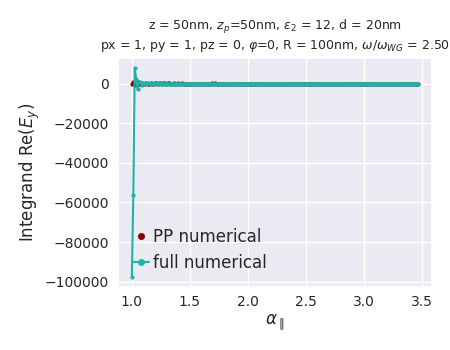 z = 50nm, z_p=50nm, ε_2 = 12, d = 20nm
px = 1, py = 1, pz = 0, φ=0, R = 100nm, ω/ω_WG = 2.50
Integrand Re(E_y)
0
−20000
−40000
−60000
−80000
−100000
PP numerical
full numerical
1.0 1.5 2.0 2.5 3.0 3.5
α_∥